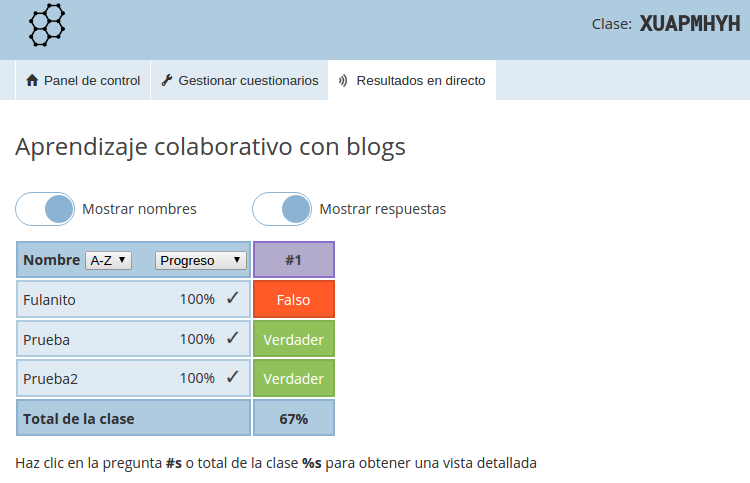 Clase: XUAPMHYH
Panel de control Gestionar cuestionarios Resultados en directo
Aprendizaje colaborativo con blogs
Mostrar nombres Mostrar respuestas
Nombre A-Z Progreso #1
Fulanito 100% ✓ Falso
Prueba 100% ✓ Verdader
Prueba2 100% ✓ Verdader
Total de la clase 67%
Haz clic en la pregunta #s o total de la clase %s para obtener una vista detallada